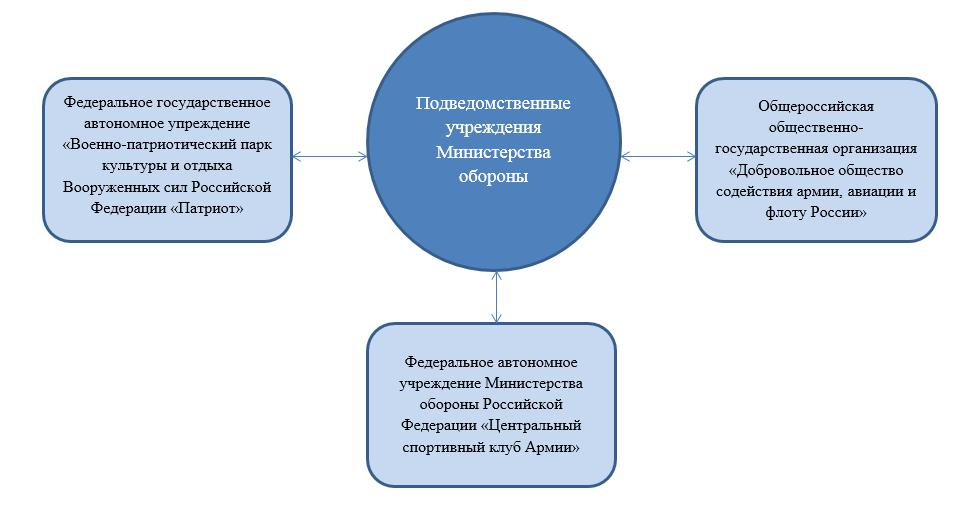 Федеральное государственное
автономное упреждение
«Военно-патриотический парк
культуры и отдыха
Вооруженных сил Российской
Федерации «Патриот»
Подведомственные
учреждения
Министерства
обороны
Общероссийская
общественно-
государственная организация
«Добровольное общество
содействия армии, авиации и
флоту России»
Федеральное автономное
учреждение Министерства
обороны Российской
Федерации «Центральный
спортивный клуб Армии»